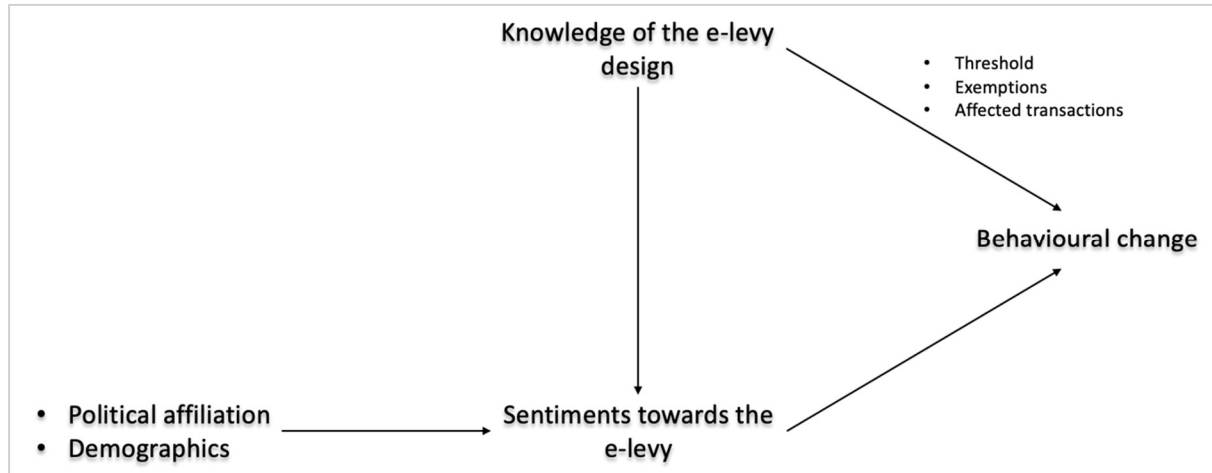 Knowledge of the e-levy
design
• Threshold
• Exemptions
• Affected transactions
Behavioural change
• Political affiliation
• Demographics
Sentiments towards the
e-levy